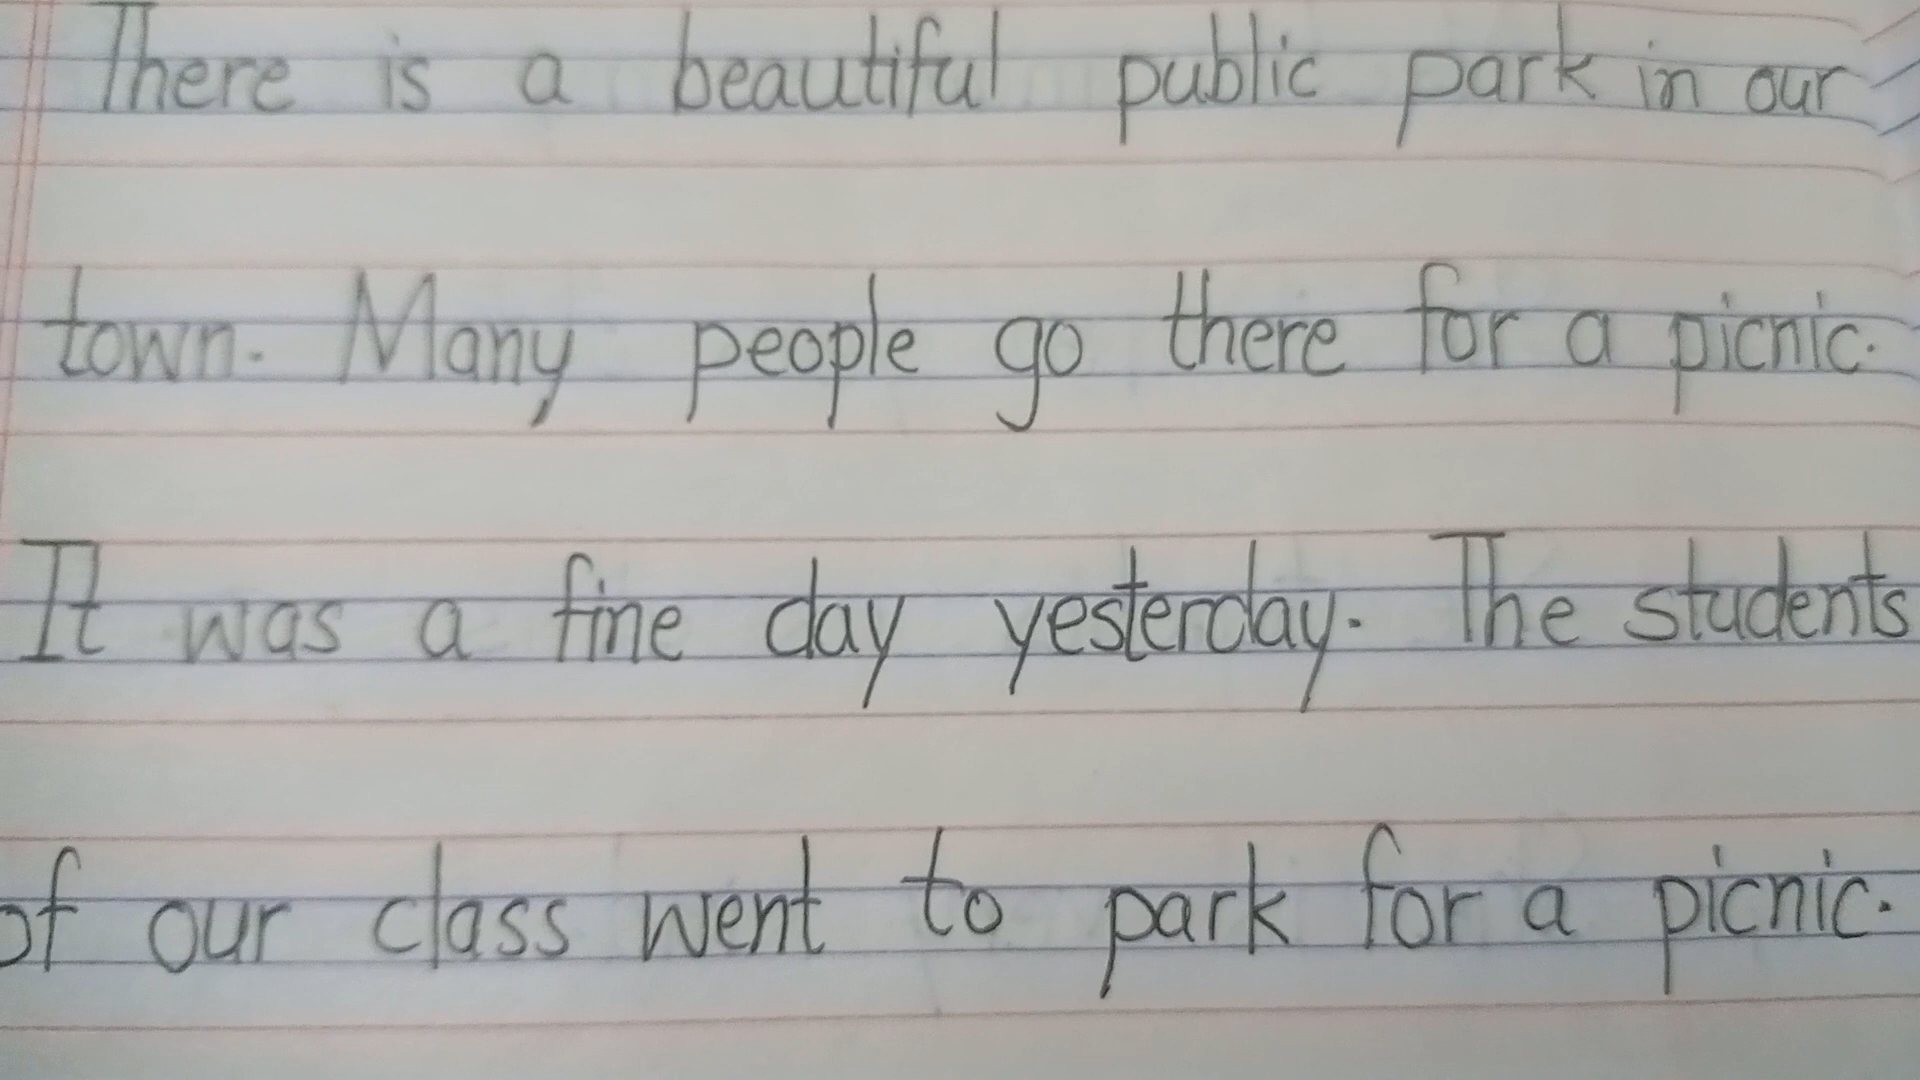 There is a beautiful public park in our
town. Many people go there for a picnic.
It was a fine day yesterday. The students
of our class went to park for a picnic.